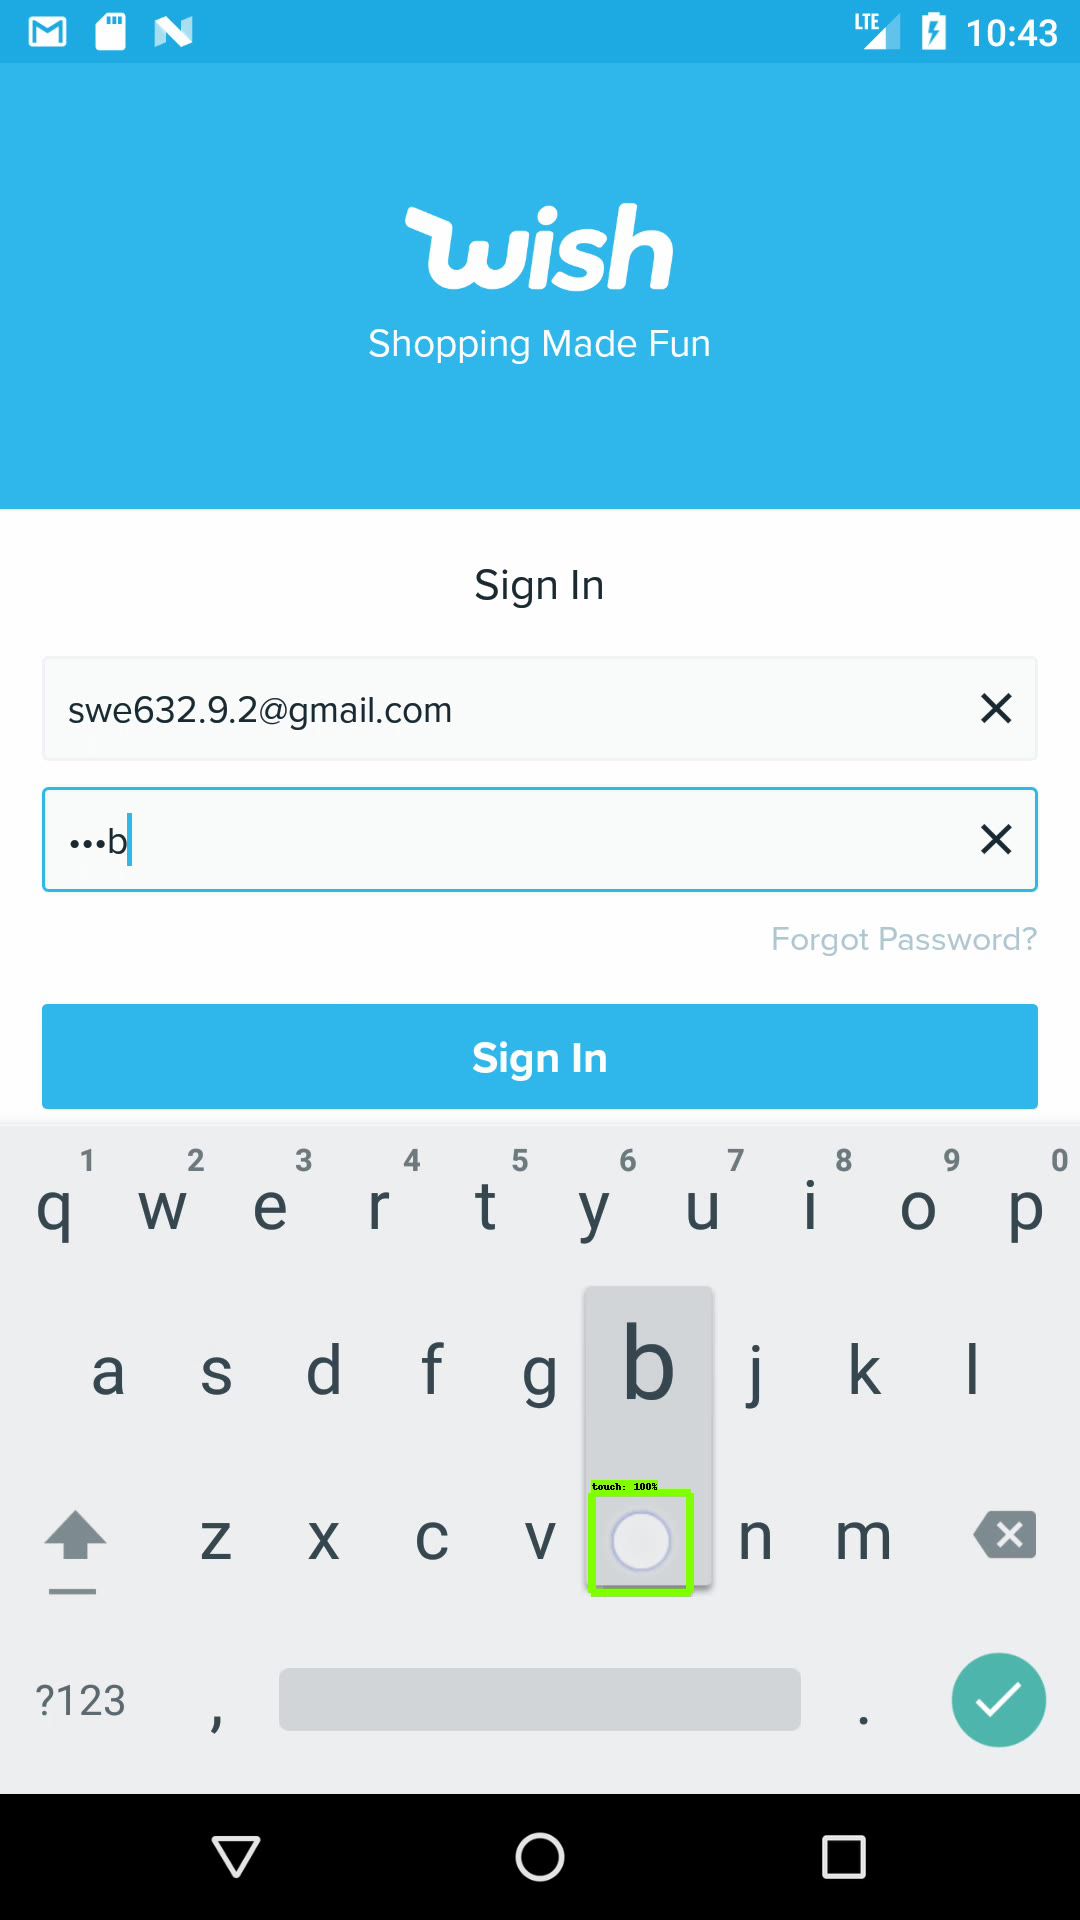 LTE 10:43
wish
Shopping Made Fun
Sign In
swe632.9.2@gmail.com
•••b
Forgot Password?
Sign In
1 2 3 4 5 6 7 8 9 0
q w e r t y u i o p
a s d f g b j k l
touch: 100%
z x c v n m
?123 , .